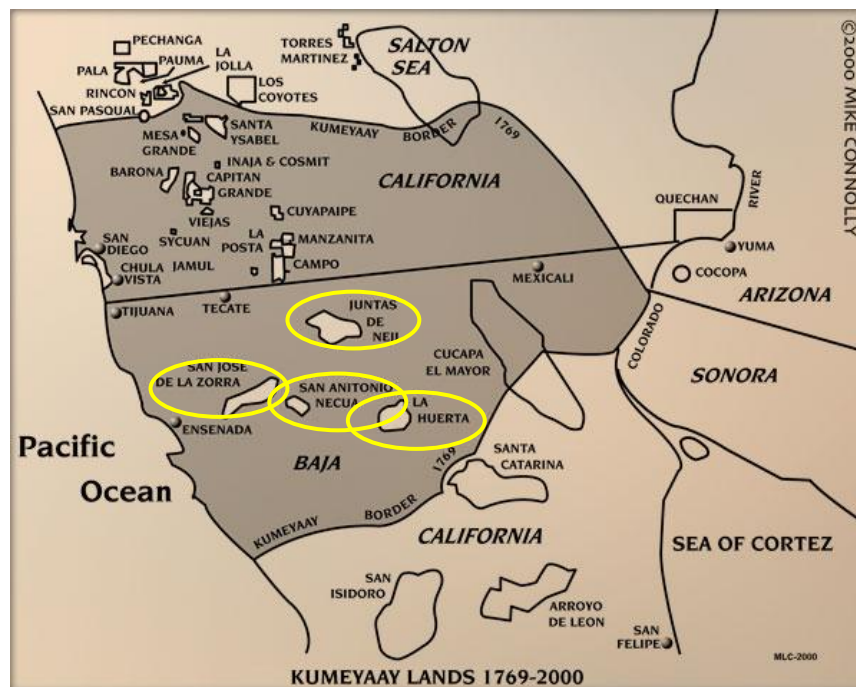 ©2000 MIKE CONNOLLY
PECHANGA
PAUMA
LA
JOLLA
PALA
RINCON
SAN PASQUAL
LOS
COYOTES
TORRES
MARTINEZ
SALTON
SEA
MESA
GRANDE
SANTA
YSABEL
KUMEYAAY BORDER 1769
INAJA & COSMIT
BARONA
CAPITAN
GRANDE
CALIFORNIA
VIEJAS
CUYAPAIPE
QUECHAN
RIVER
SAN
DIEGO
SYCUAN
LA
POSTA
MANZANITA
YUMA
CHULA
VISTA
JAMUL
CAMPO
MEXICALI
COCOPA
ARIZONA
TIJUANA
TECATE
JUNTAS
DE
NEJI
COLORADO
CUCAPA
EL MAYOR
SONORA
SAN JOSE
DE LA ZORRA
SAN ANITONIO
NECUA
LA
HUERTA
ENSENADA
Pacific
Ocean
BAJA
SANTA
CATARINA
KUMEYAAY BORDER 1769
CALIFORNIA
SEA OF CORTEZ
SAN
ISIDORO
ARROYO
DE LEON
SAN
FELIPE
MLC-2000
KUMEYAAY LANDS 1769-2000